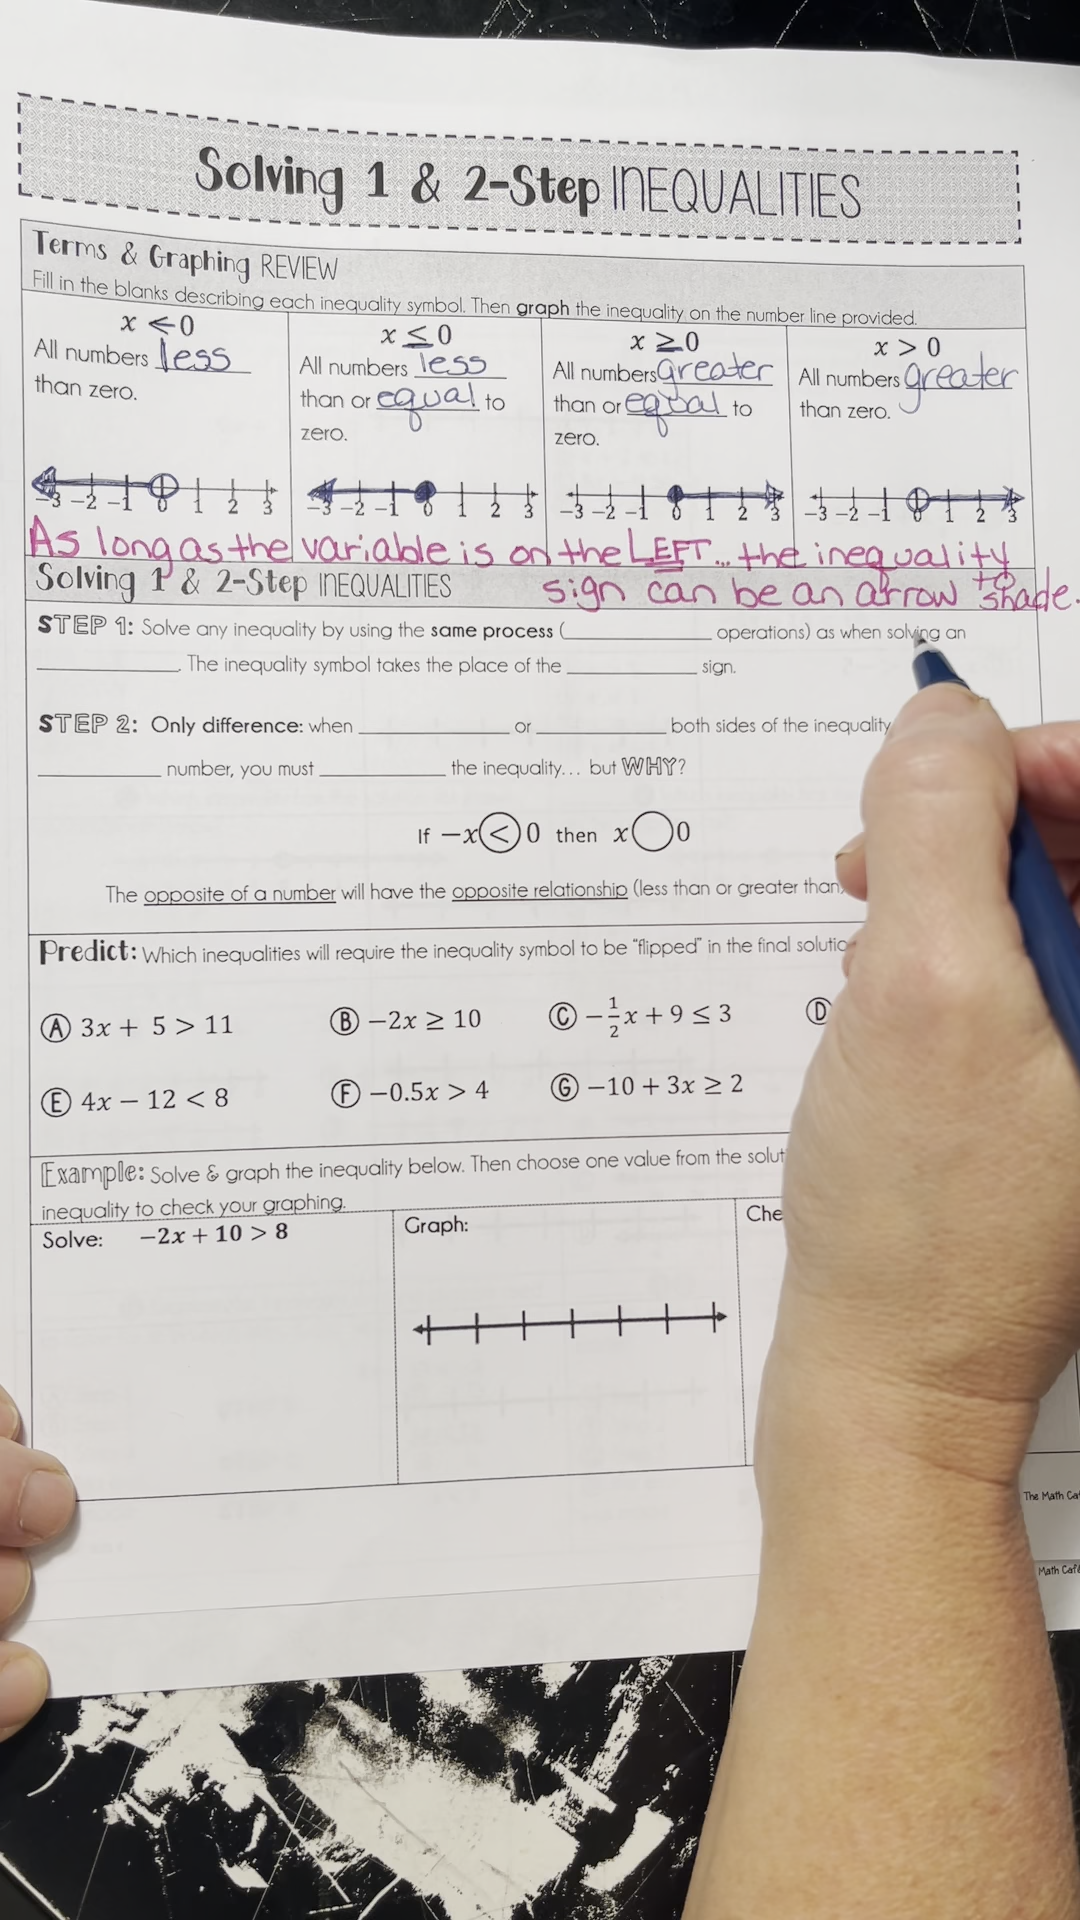 Solving 1 & 2-Step INEQUALITIES
Terms & Graphing REVIEW
Fill in the blanks describing each inequality symbol. Then graph the inequality on the number line provided.
x < 0
All numbers less
than zero.
-3 -2 -1 0 1 2 3
x ≤ 0
All numbers less
than or equal to
zero.
-3 -2 -1 0 1 2 3
x ≥ 0
All numbers greater
than or equal to
zero.
-3 -2 -1 0 1 2 3
x > 0
All numbers greater
than zero.
-3 -2 -1 0 1 2 3
As long as the variable is on the LEFT... the inequality
sign can be an arrow to shade.
Solving 1 & 2-Step INEQUALITIES
STEP 1: Solve any inequality by using the same process (____________ operations) as when solving an
____________. The inequality symbol takes the place of the ____________ sign.
STEP 2: Only difference: when ____________ or ____________ both sides of the inequality
____________ number, you must ____________ the inequality... but WHY?
If -x < 0 then x ◯ 0
The opposite of a number will have the opposite relationship (less than or greater than
Predict: Which inequalities will require the inequality symbol to be "flipped" in the final
Ⓐ 3x + 5 > 11 Ⓑ -2x ≥ 10 Ⓒ -1/2x + 9 ≤ 3 Ⓓ
Ⓔ 4x - 12 < 8 Ⓕ -0.5x > 4 Ⓖ -10 + 3x ≥ 2
Example: Solve & graph the inequality below. Then choose one value from the
inequality to check your graphing.
Solve: -2x + 10 > 8
Graph:
The Math
Math